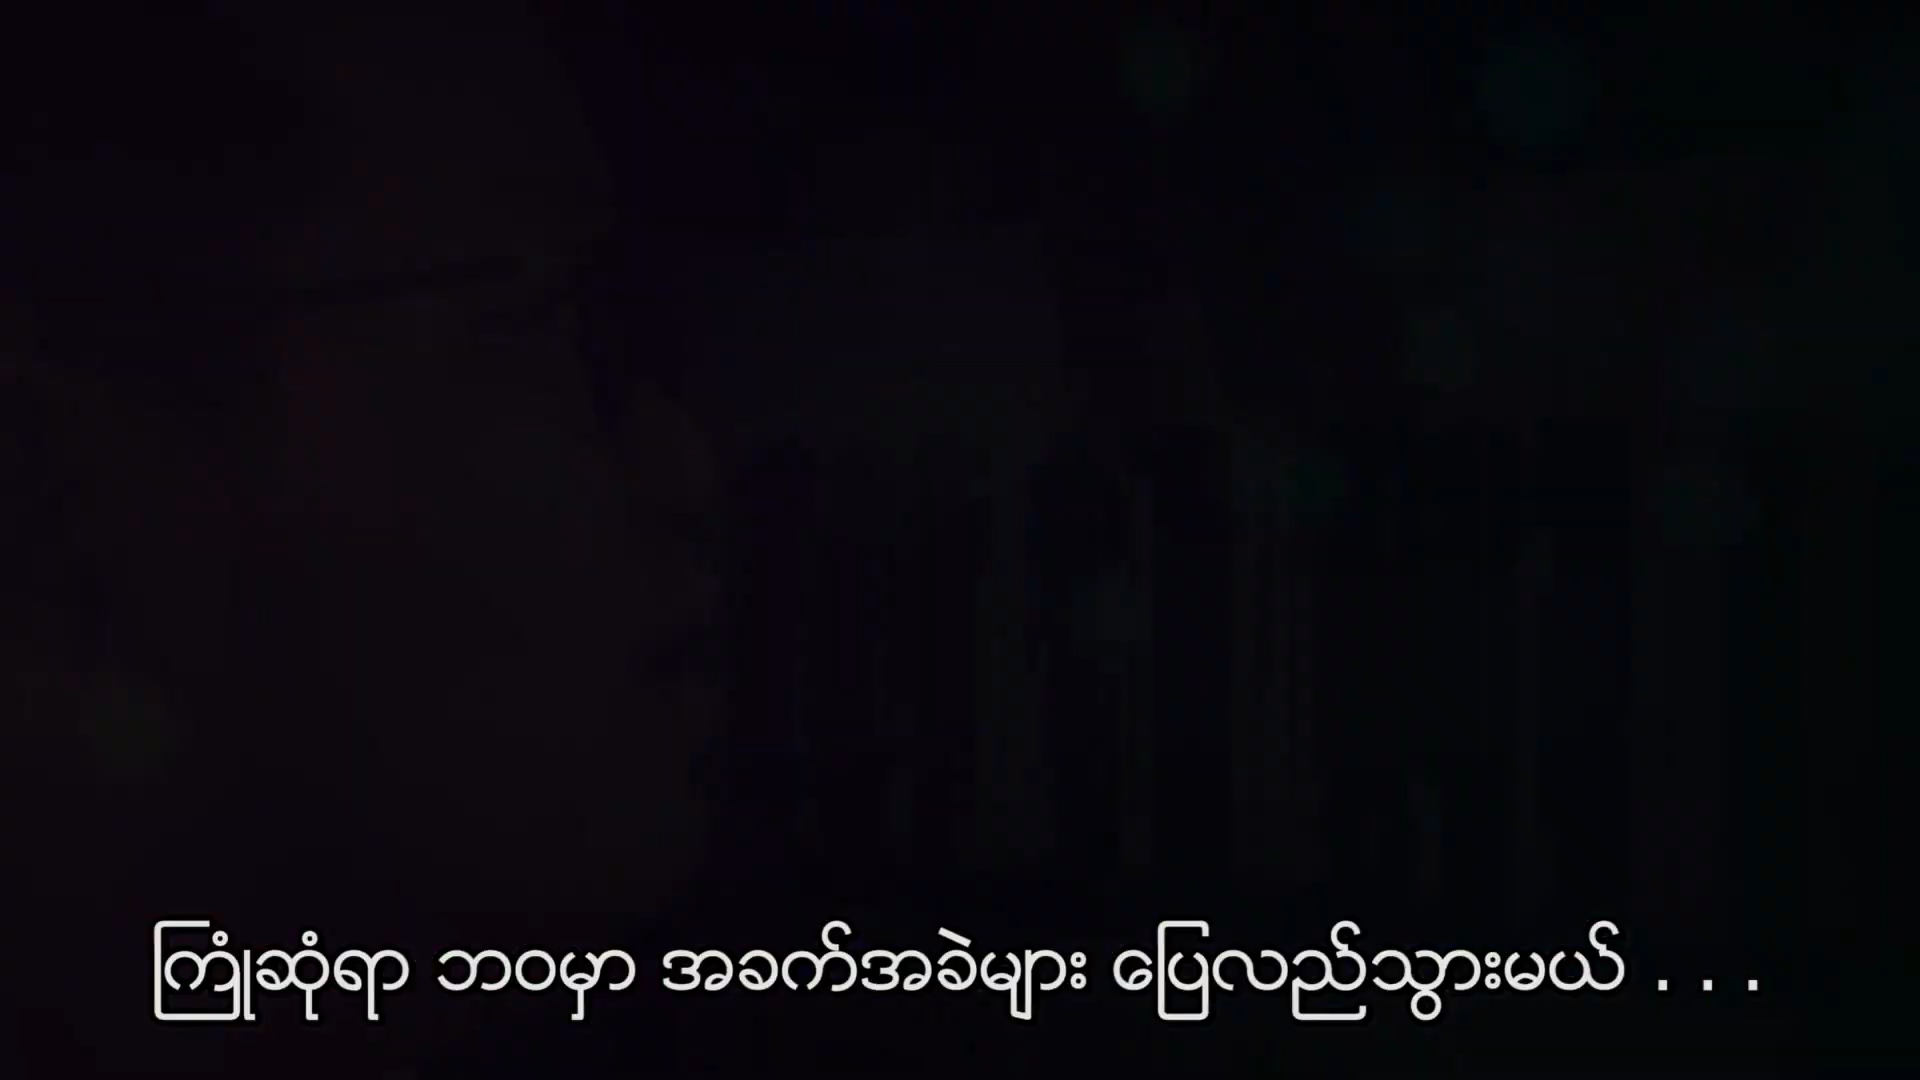 ကြုံဆုံရာ ဘဝမှာ အခက်အခဲများ ပြေလည်သွားမယ် . . .